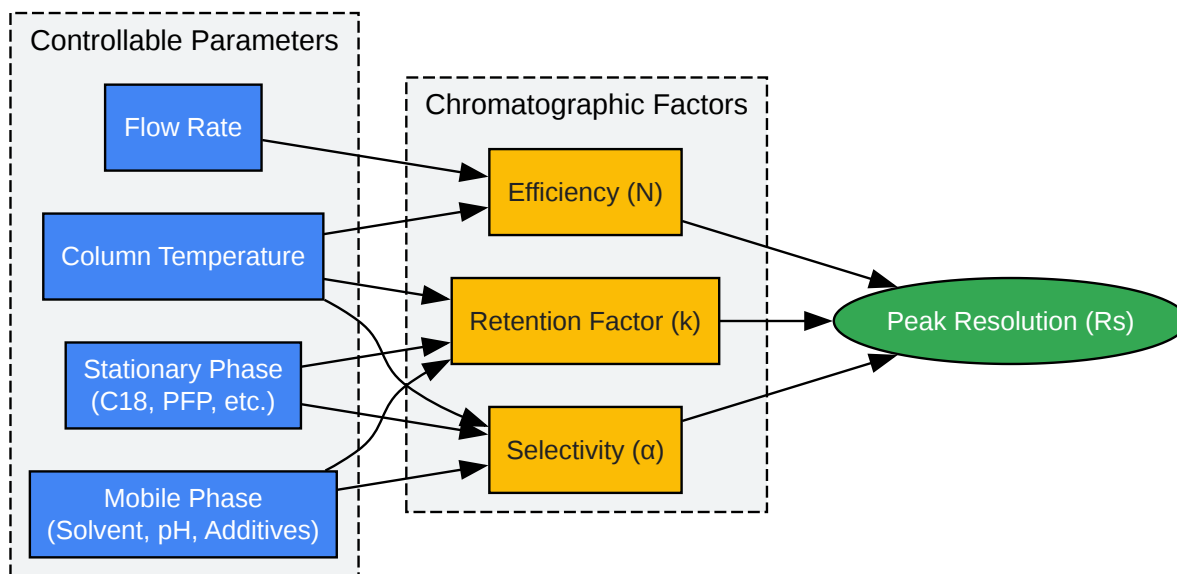 Controllable Parameters
Flow Rate
Column Temperature
Stationary Phase
(C18, PFP, etc.)
Mobile Phase
(Solvent, pH, Additives)
Chromatographic Factors
Efficiency (N)
Retention Factor (k)
Selectivity (α)
Peak Resolution (Rs)